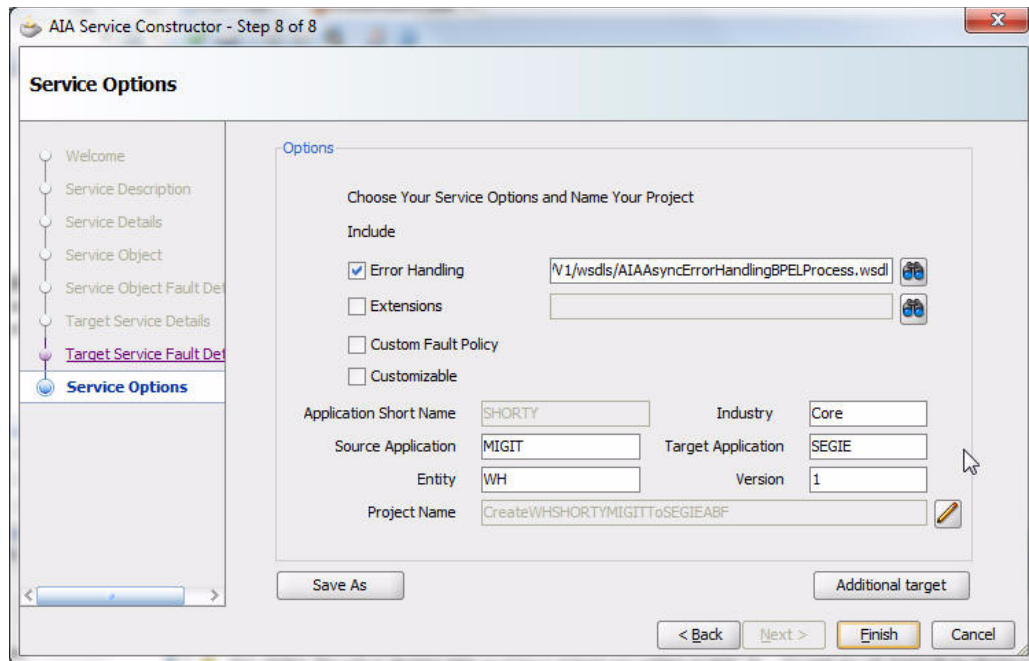 AIA Service Constructor - Step 8 of 8
Service Options
Welcome
Service Description
Service Details
Service Object
Service Object Fault Det
Target Service Details
Target Service Fault Det
Service Options
Options
Choose Your Service Options and Name Your Project
Include
Error Handling /V1/wsdls/AIAAsyncErrorHandlingBPELProcess.wsdl
Extensions
Custom Fault Policy
Customizable
Application Short Name SHORTY Industry Core
Source Application MIGIT Target Application SEGIE
Entity WH Version 1
Project Name CreateWHSHORTYMIGITToSEGIEABF
Save As Additional target
< Back Next > Finish Cancel